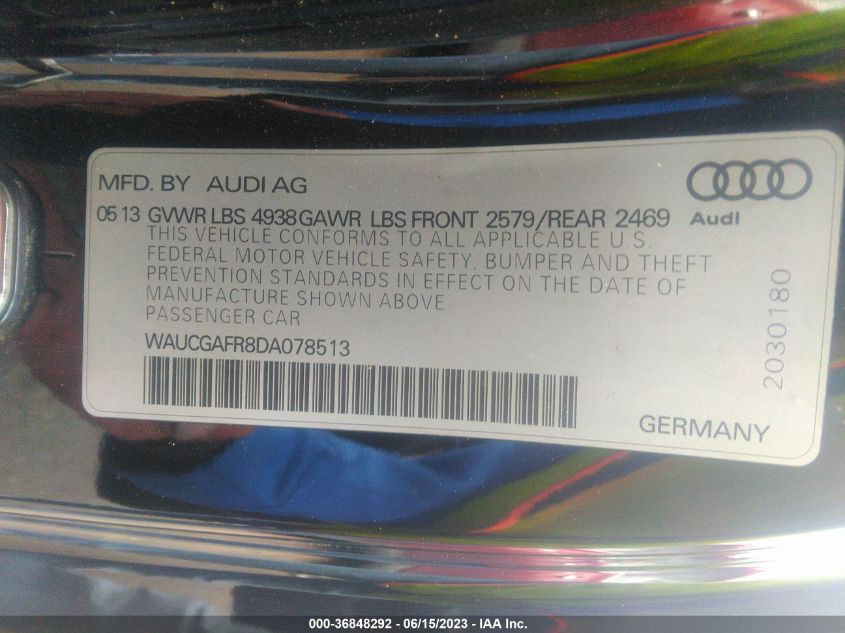 MFD. BY AUDI AG
Audi
05 13 GVWR LBS 4938 GAWR LBS FRONT 2579/REAR 2469
THIS VEHICLE CONFORMS TO ALL APPLICABLE U.S.
FEDERAL MOTOR VEHICLE SAFETY, BUMPER AND THEFT
PREVENTION STANDARDS IN EFFECT ON THE DATE OF
MANUFACTURE SHOWN ABOVE
PASSENGER CAR
WAUCGAFR8DA078513
2030180
GERMANY
000-36848292 - 06/15/2023 - IAA Inc.